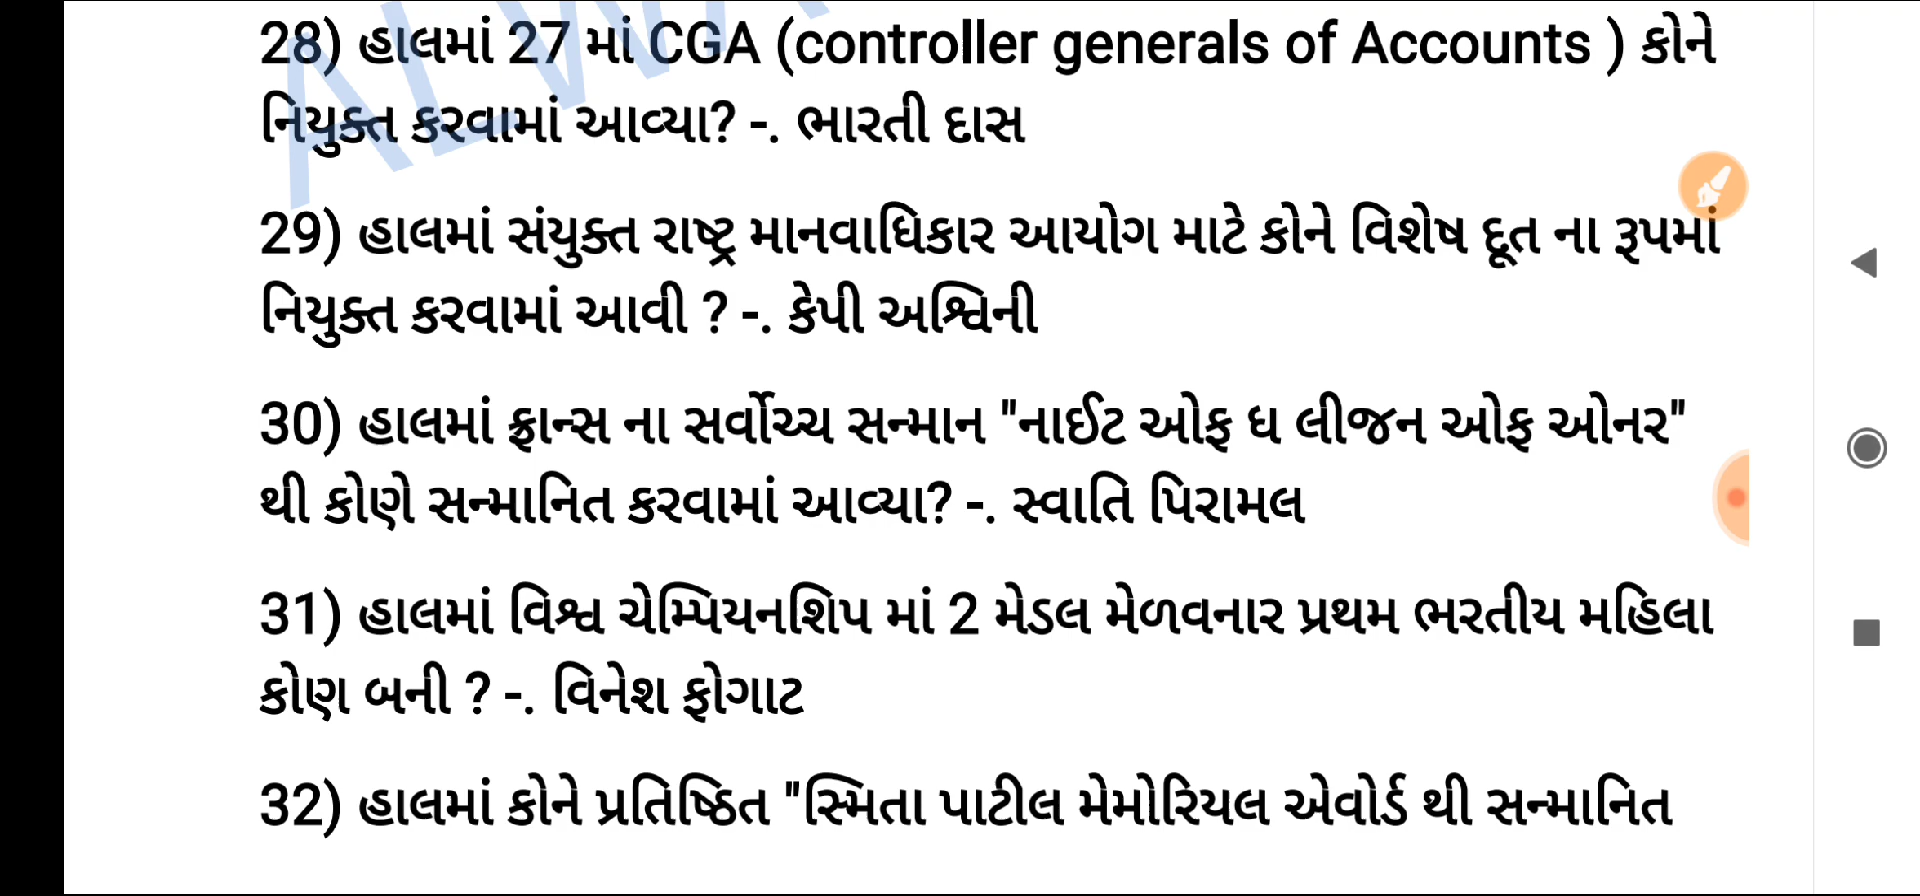 28) હાલમાં 27 માં CGA (controller generals of Accounts ) કોને
નિયુક્ત કરવામાં આવ્યા? -. ભારતી દાસ
29) હાલમાં સંયુક્ત રાષ્ટ્ર માનવાધિકાર આયોગ માટે કોને વિશેષ દૂત ના રૂપમાં
નિયુક્ત કરવામાં આવી ? -. કેપી અશ્વિની
30) હાલમાં ફ્રાન્સ ના સર્વોચ્ય સન્માન "નાઈટ ઓફ ધ લીજન ઓફ ઓનર"
થી કોણે સન્માનિત કરવામાં આવ્યા? -. સ્વાતિ પિરામલ
31) હાલમાં વિશ્વ ચેમ્પિયનશિપ માં 2 મેડલ મેળવનાર પ્રથમ ભરતીય મહિલા
કોણ બની ? -. વિનેશ ફોગાટ
32) હાલમાં કોને પ્રતિષ્ઠિત "સ્મિતા પાટીલ મેમોરિયલ એવોર્ડ થી સન્માનિત